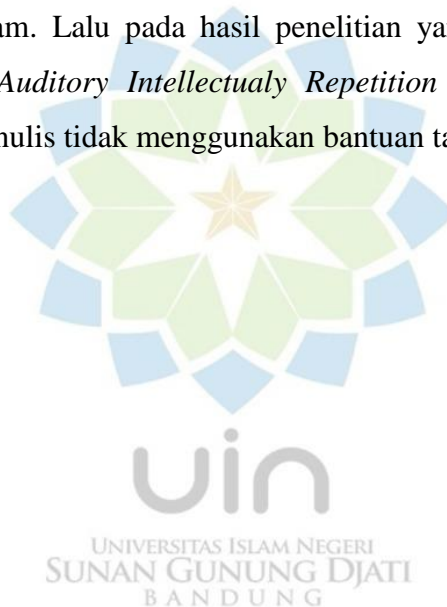 am. Lalu pada hasil penelitian ya
Auditory Intellectualy Repetition
nulis tidak menggunakan bantuan ta
uin
UNIVERSITAS ISLAM NEGERI
SUNAN GUNUNG DJATI
BANDUNG